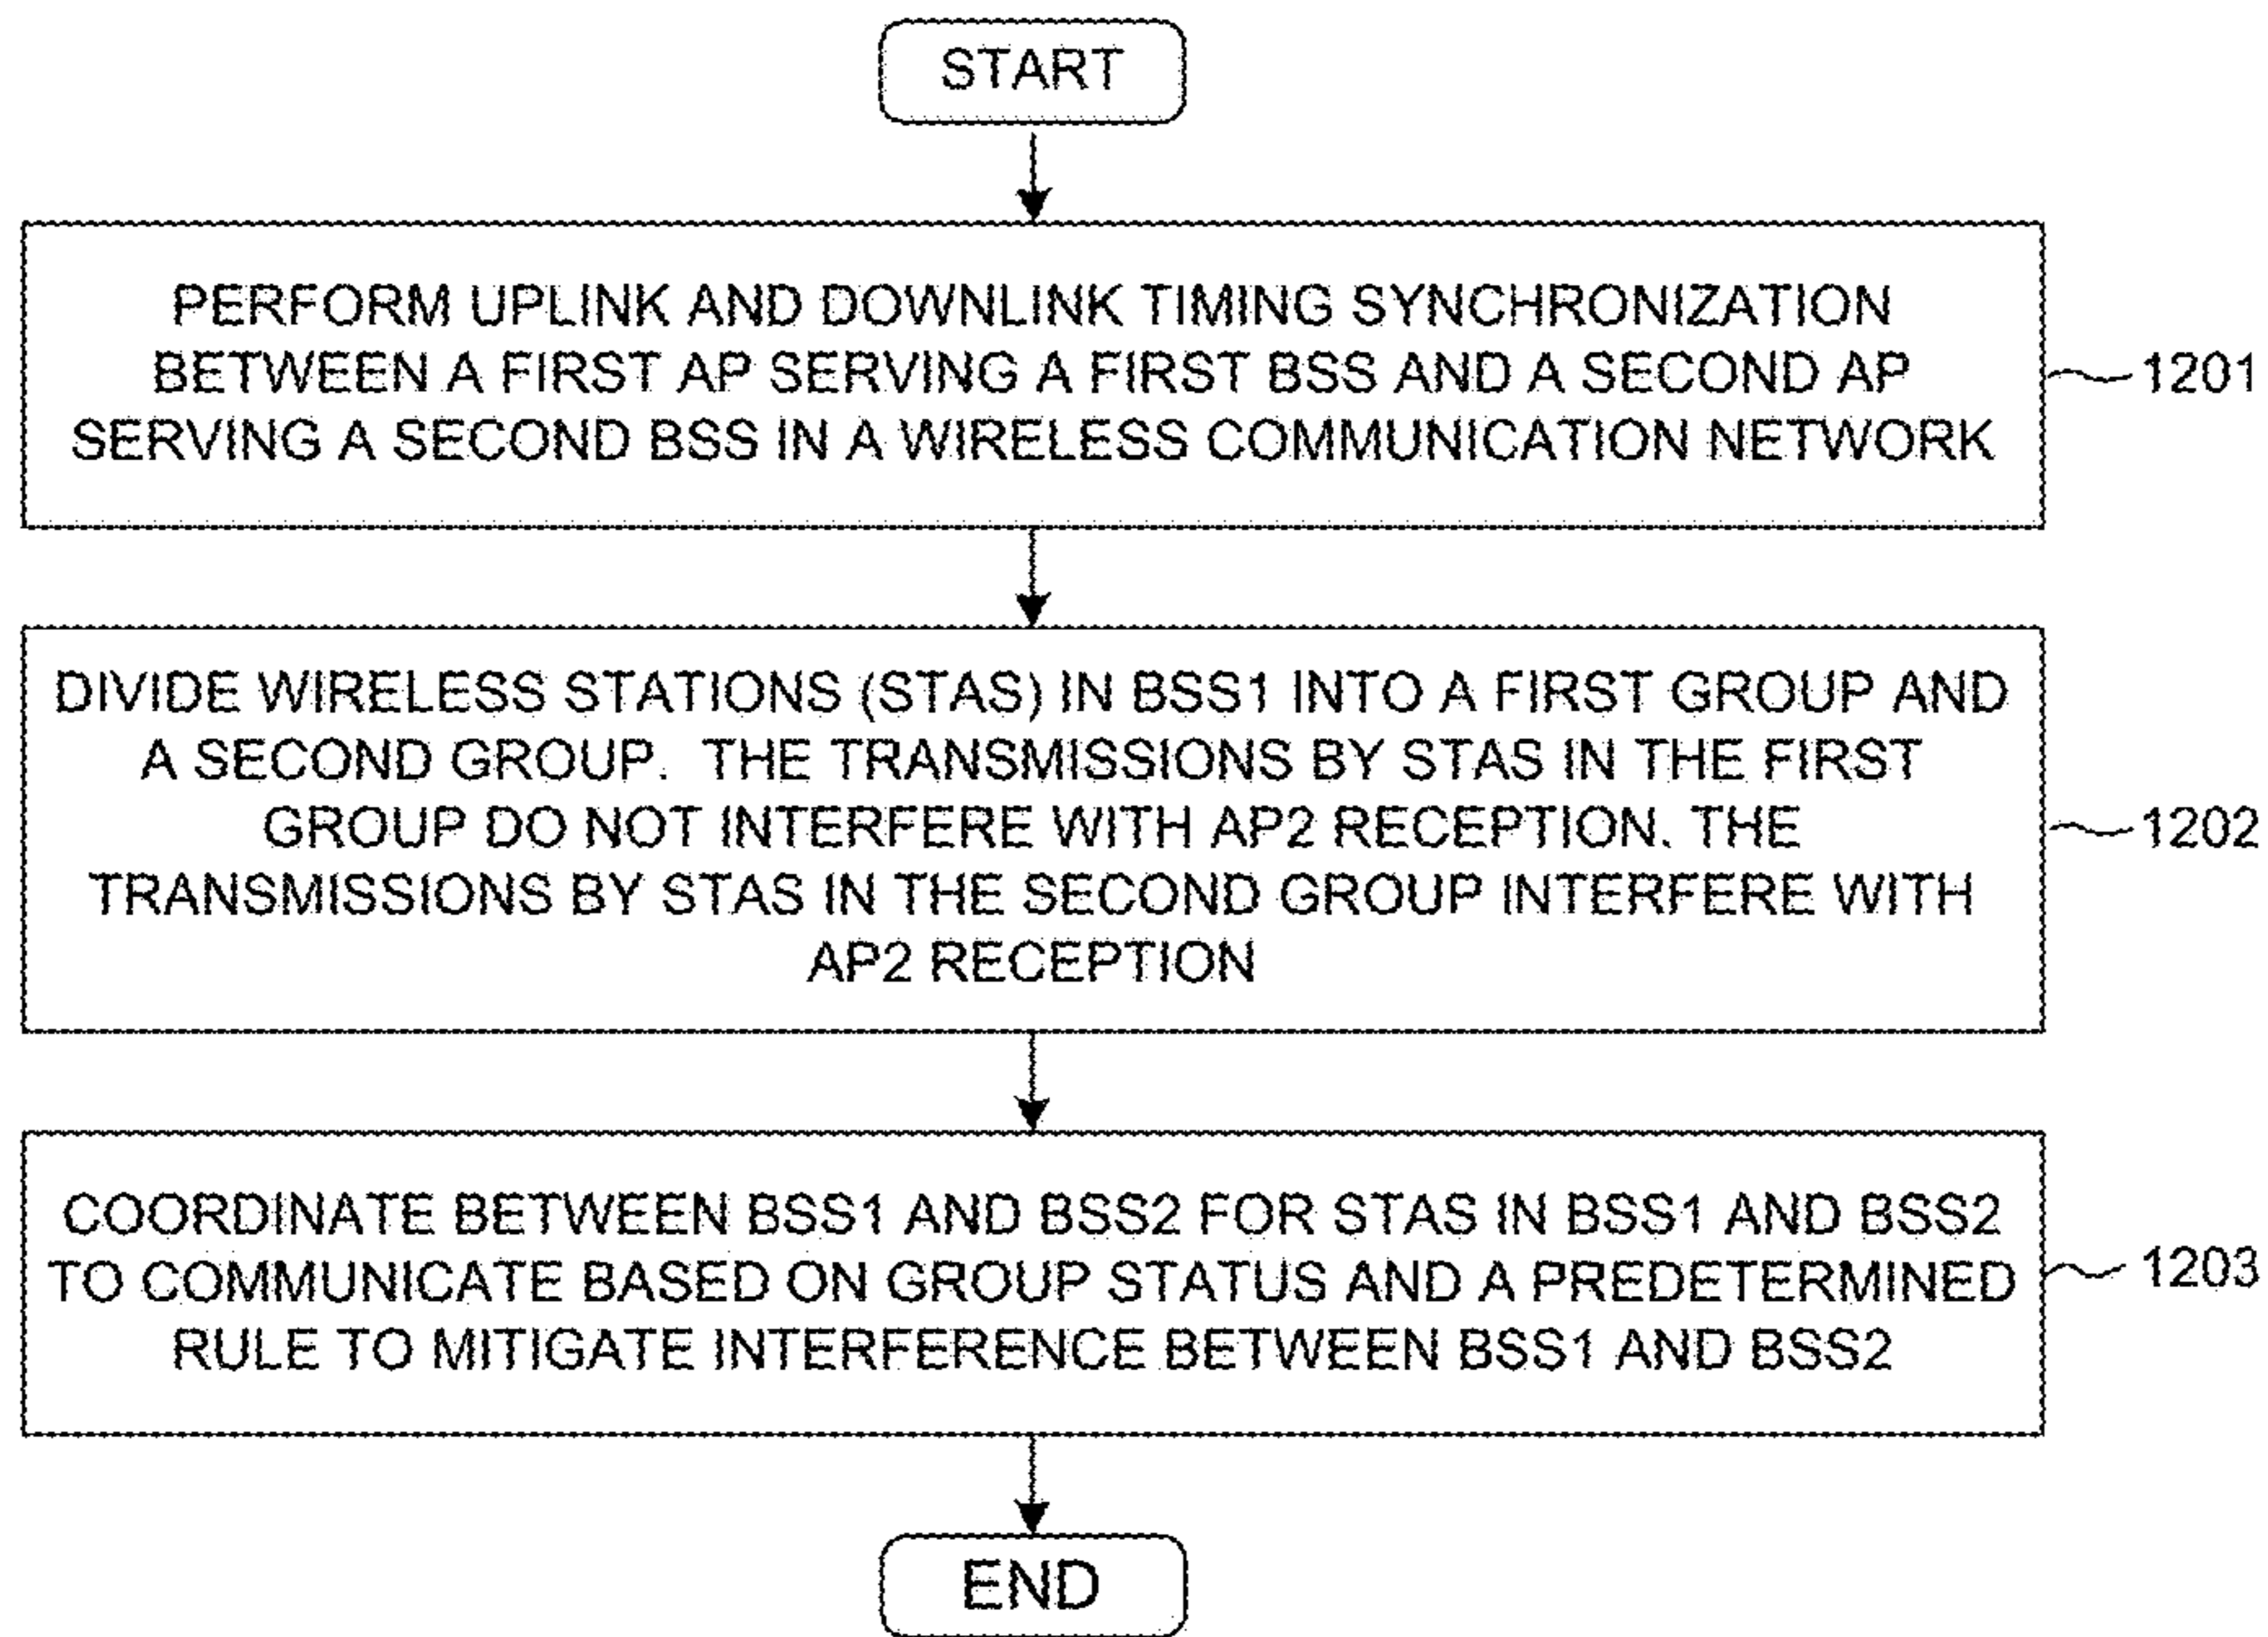 START
PERFORM UPLINK AND DOWNLINK TIMING SYNCHRONIZATION
BETWEEN A FIRST AP SERVING A FIRST BSS AND A SECOND AP
SERVING A SECOND BSS IN A WIRELESS COMMUNICATION NETWORK
1201
DIVIDE WIRELESS STATIONS (STAS) IN BSS1 INTO A FIRST GROUP AND
A SECOND GROUP. THE TRANSMISSIONS BY STAS IN THE FIRST
GROUP DO NOT INTERFERE WITH AP2 RECEPTION. THE
TRANSMISSIONS BY STAS IN THE SECOND GROUP INTERFERE WITH
AP2 RECEPTION
1202
COORDINATE BETWEEN BSS1 AND BSS2 FOR STAS IN BSS1 AND BSS2
TO COMMUNICATE BASED ON GROUP STATUS AND A PREDETERMINED
RULE TO MITIGATE INTERFERENCE BETWEEN BSS1 AND BSS2
1203
END